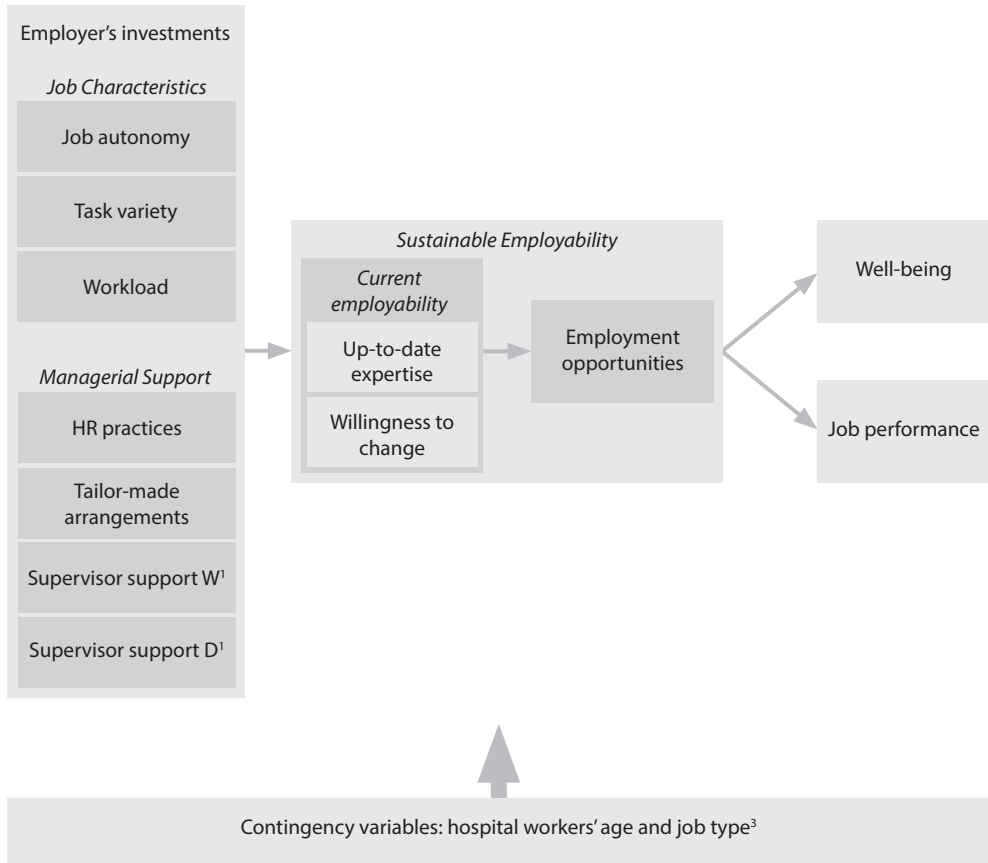 Employer’s investments
Job Characteristics
Job autonomy
Task variety
Workload
Managerial Support
HR practices
Tailor-made
arrangements
Supervisor support W¹
Supervisor support D¹
Sustainable Employability
Current
employability
Up-to-date
expertise
Willingness to
change
Employment
opportunities
Well-being
Job performance
Contingency variables: hospital workers’ age and job type³